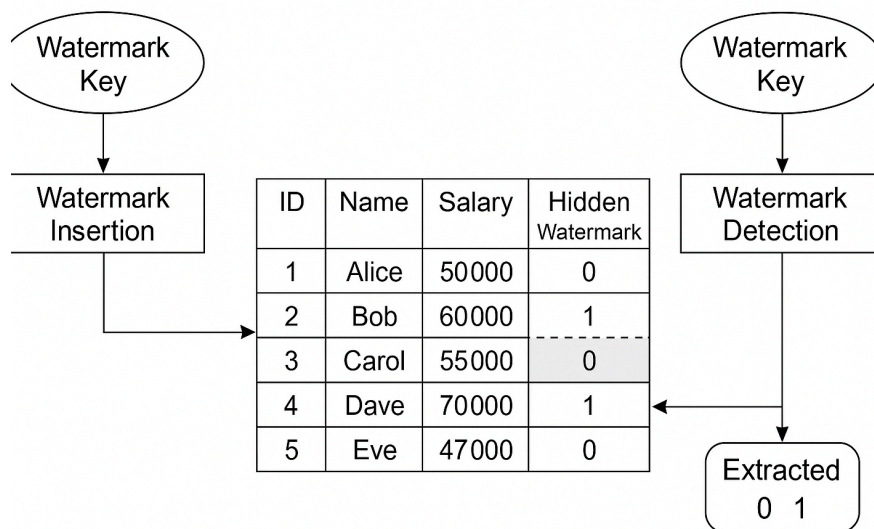 Watermark
Key
Watermark
Insertion
ID Name Salary Hidden
Watermark
1 Alice 50000 0
2 Bob 60000 1
3 Carol 55000 0
4 Dave 70000 1
5 Eve 47000 0
Watermark
Key
Watermark
Detection
Extracted
0 1